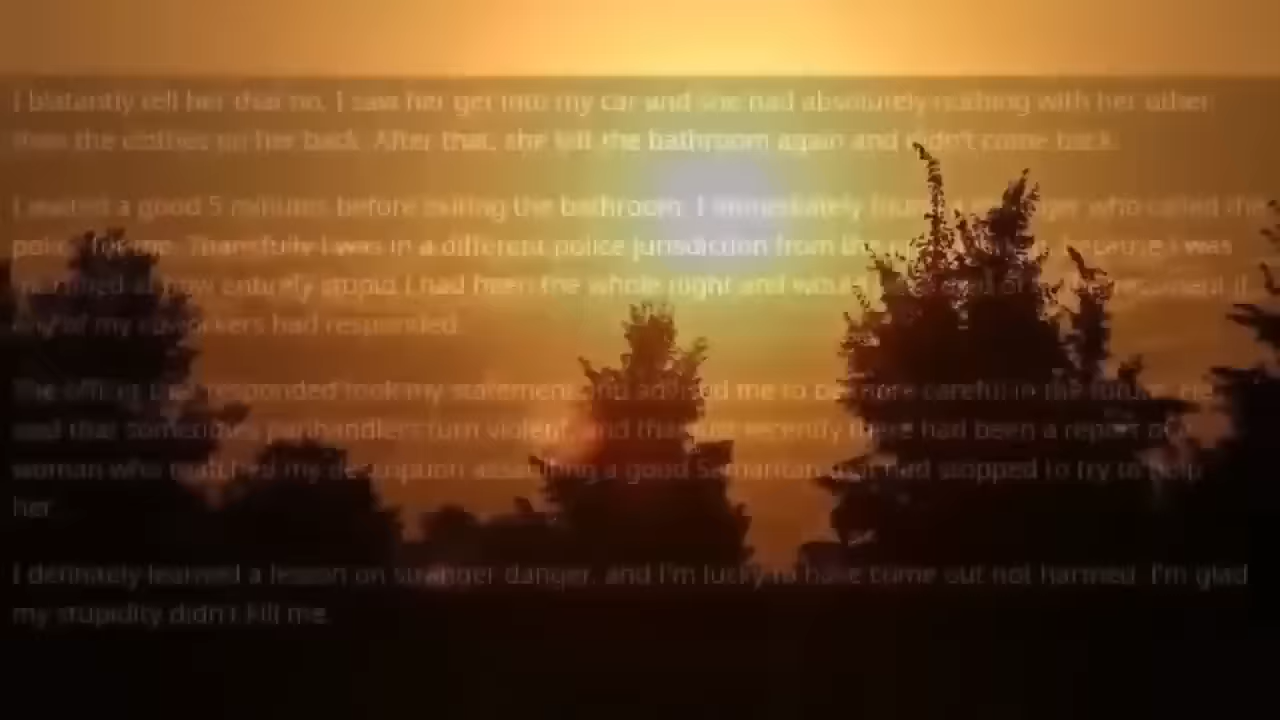 I blatantly tell her that no, I saw her get into my car and she had absolutely nothing with her other
than the clothes on her back. After that, she left the bathroom again and didn't come back.
I waited a good 5 minutes before exiting the bathroom. I immediately who called the
police for me. Thankfully I was in a different police jurisdiction from the because I was
at how entirely stupid I had been the whole night and would if
any of my coworkers had responded.
The officer that responded took my statement and advised me to be more careful in the future. He
said that sometimes panhandlers turn violent and that recently there had been a report of
woman who matched my description assaulting a good Samaritan that had stopped to try to help
her.
I definitely learned a lesson on stranger danger, and I'm lucky to have come out not harmed. I'm glad
my stupidity didn't kill me.